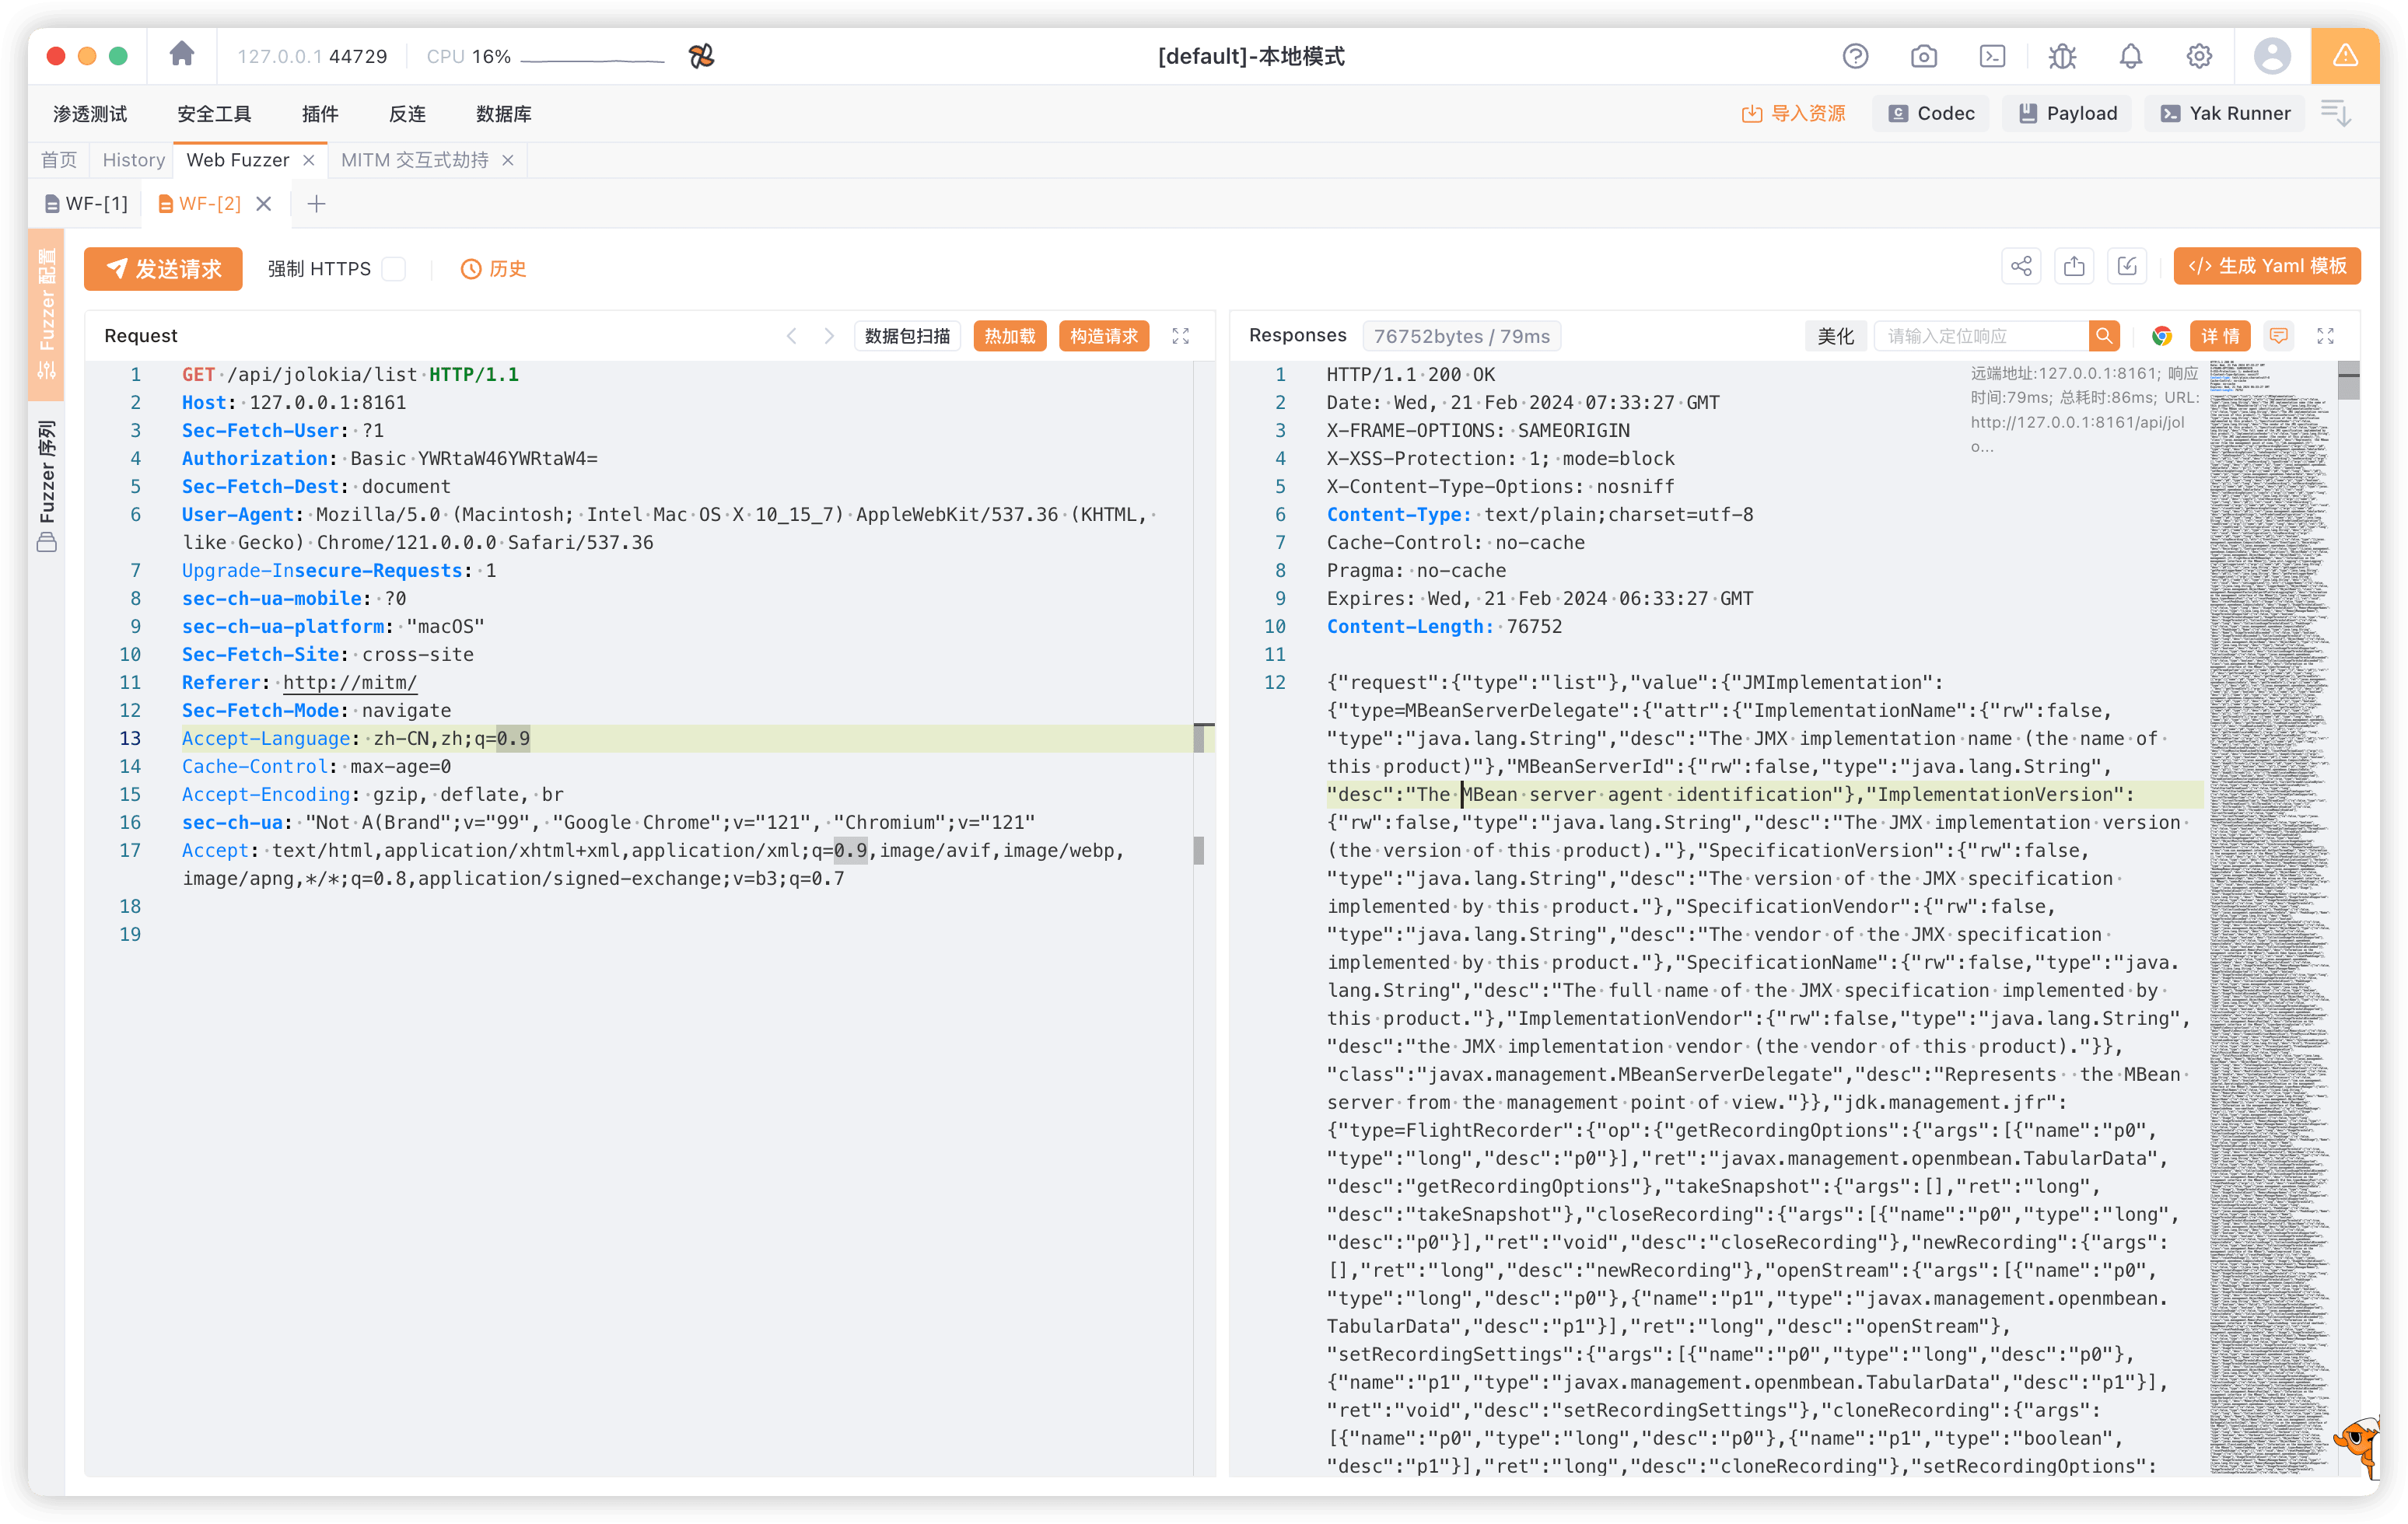 127.0.0.1 44729
CPU 16%
[default]-本地模式
渗透测试
安全工具
插件
反连
数据库
导入资源
Codec
Payload
Yak Runner
首页
History
Web Fuzzer
MITM 交互式劫持
WF-[1]
WF-[2]
Fuzzer 配置
Fuzzer 序列
发送请求
强制 HTTPS
历史
</> 生成 Yaml 模板
Request
数据包扫描
热加载
构造请求
1 GET /api/jolokia/list HTTP/1.1
2 Host: 127.0.0.1:8161
3 Sec-Fetch-User: ?1
4 Authorization: Basic YWRtaW46YWRtaW4=
5 Sec-Fetch-Dest: document
6 User-Agent: Mozilla/5.0 (Macintosh; Intel Mac OS X 10_15_7) AppleWebKit/537.36 (KHTML,
like Gecko) Chrome/121.0.0.0 Safari/537.36
7 Upgrade-Insecure-Requests: 1
8 sec-ch-ua-mobile: ?0
9 sec-ch-ua-platform: "macOS"
10 Sec-Fetch-Site: cross-site
11 Referer: http://mitm/
12 Sec-Fetch-Mode: navigate
13 Accept-Language: zh-CN,zh;q=0.9
14 Cache-Control: max-age=0
15 Accept-Encoding: gzip, deflate, br
16 sec-ch-ua: "Not A(Brand";v="99", "Google Chrome";v="121", "Chromium";v="121"
17 Accept: text/html,application/xhtml+xml,application/xml;q=0.9,image/avif,image/webp,
image/apng,*/*;q=0.8,application/signed-exchange;v=b3;q=0.7
18
19
Responses
76752bytes / 79ms
美化
请输入定位响应
详 情
远端地址:127.0.0.1:8161; 响应
时间:79ms; 总耗时:86ms; URL:
http://127.0.0.1:8161/api/jol
o...
1 HTTP/1.1 200 OK
2 Date: Wed, 21 Feb 2024 07:33:27 GMT
3 X-FRAME-OPTIONS: SAMEORIGIN
4 X-XSS-Protection: 1; mode=block
5 X-Content-Type-Options: nosniff
6 Content-Type: text/plain;charset=utf-8
7 Cache-Control: no-cache
8 Pragma: no-cache
9 Expires: Wed, 21 Feb 2024 06:33:27 GMT
10 Content-Length: 76752
11
12 {"request":{"type":"list"},"value":{"JMImplementation":
{"type=MBeanServerDelegate":{"attr":{"ImplementationName":{"rw":false,
"type":"java.lang.String","desc":"The JMX implementation name (the name of
this product)"},"MBeanServerId":{"rw":false,"type":"java.lang.String",
"desc":"The MBean server agent identification"},"ImplementationVersion":
{"rw":false,"type":"java.lang.String","desc":"The JMX implementation version
(the version of this product)."},"SpecificationVersion":{"rw":false,
"type":"java.lang.String","desc":"The version of the JMX specification
implemented by this product."},"SpecificationVendor":{"rw":false,
"type":"java.lang.String","desc":"The vendor of the JMX specification
implemented by this product."},"SpecificationName":{"rw":false,"type":"java.
lang.String","desc":"The full name of the JMX specification implemented by
this product."},"ImplementationVendor":{"rw":false,"type":"java.lang.String",
"desc":"the JMX implementation vendor (the vendor of this product)."}},
"class":"javax.management.MBeanServerDelegate","desc":"Represents  the MBean
server from the management point of view."}},"jdk.management.jfr":
{"type=FlightRecorder":{"op":{"getRecordingOptions":{"args":[{"name":"p0",
"type":"long","desc":"p0"}],"ret":"javax.management.openmbean.TabularData",
"desc":"getRecordingOptions"},"takeSnapshot":{"args":[],"ret":"long",
"desc":"takeSnapshot"},"closeRecording":{"args":[{"name":"p0","type":"long",
"desc":"p0"}],"ret":"void","desc":"closeRecording"},"newRecording":{"args":
[],"ret":"long","desc":"newRecording"},"openStream":{"args":[{"name":"p0",
"type":"long","desc":"p0"},{"name":"p1","type":"javax.management.openmbean.
TabularData","desc":"p1"}],"ret":"long","desc":"openStream"},
"setRecordingSettings":{"args":[{"name":"p0","type":"long","desc":"p0"},
{"name":"p1","type":"javax.management.openmbean.TabularData","desc":"p1"}],
"ret":"void","desc":"setRecordingSettings"},"cloneRecording":{"args":
[{"name":"p0","type":"long","desc":"p0"},{"name":"p1","type":"boolean",
"desc":"p1"}],"ret":"long","desc":"cloneRecording"},"setRecordingOptions":